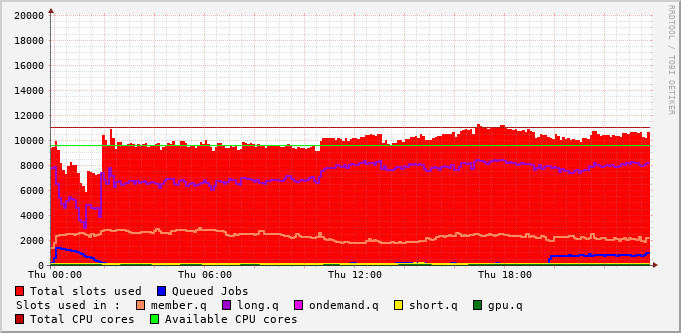 20000
18000
16000
14000
12000
10000
8000
6000
4000
2000
0
Thu 00:00 Thu 06:00 Thu 12:00 Thu 18:00
Total slots used Queued Jobs
Slots used in : member.q long.q ondemand.q short.q gpu.q
Total CPU cores Available CPU cores
RRDTOOL / TOBI OETIKER